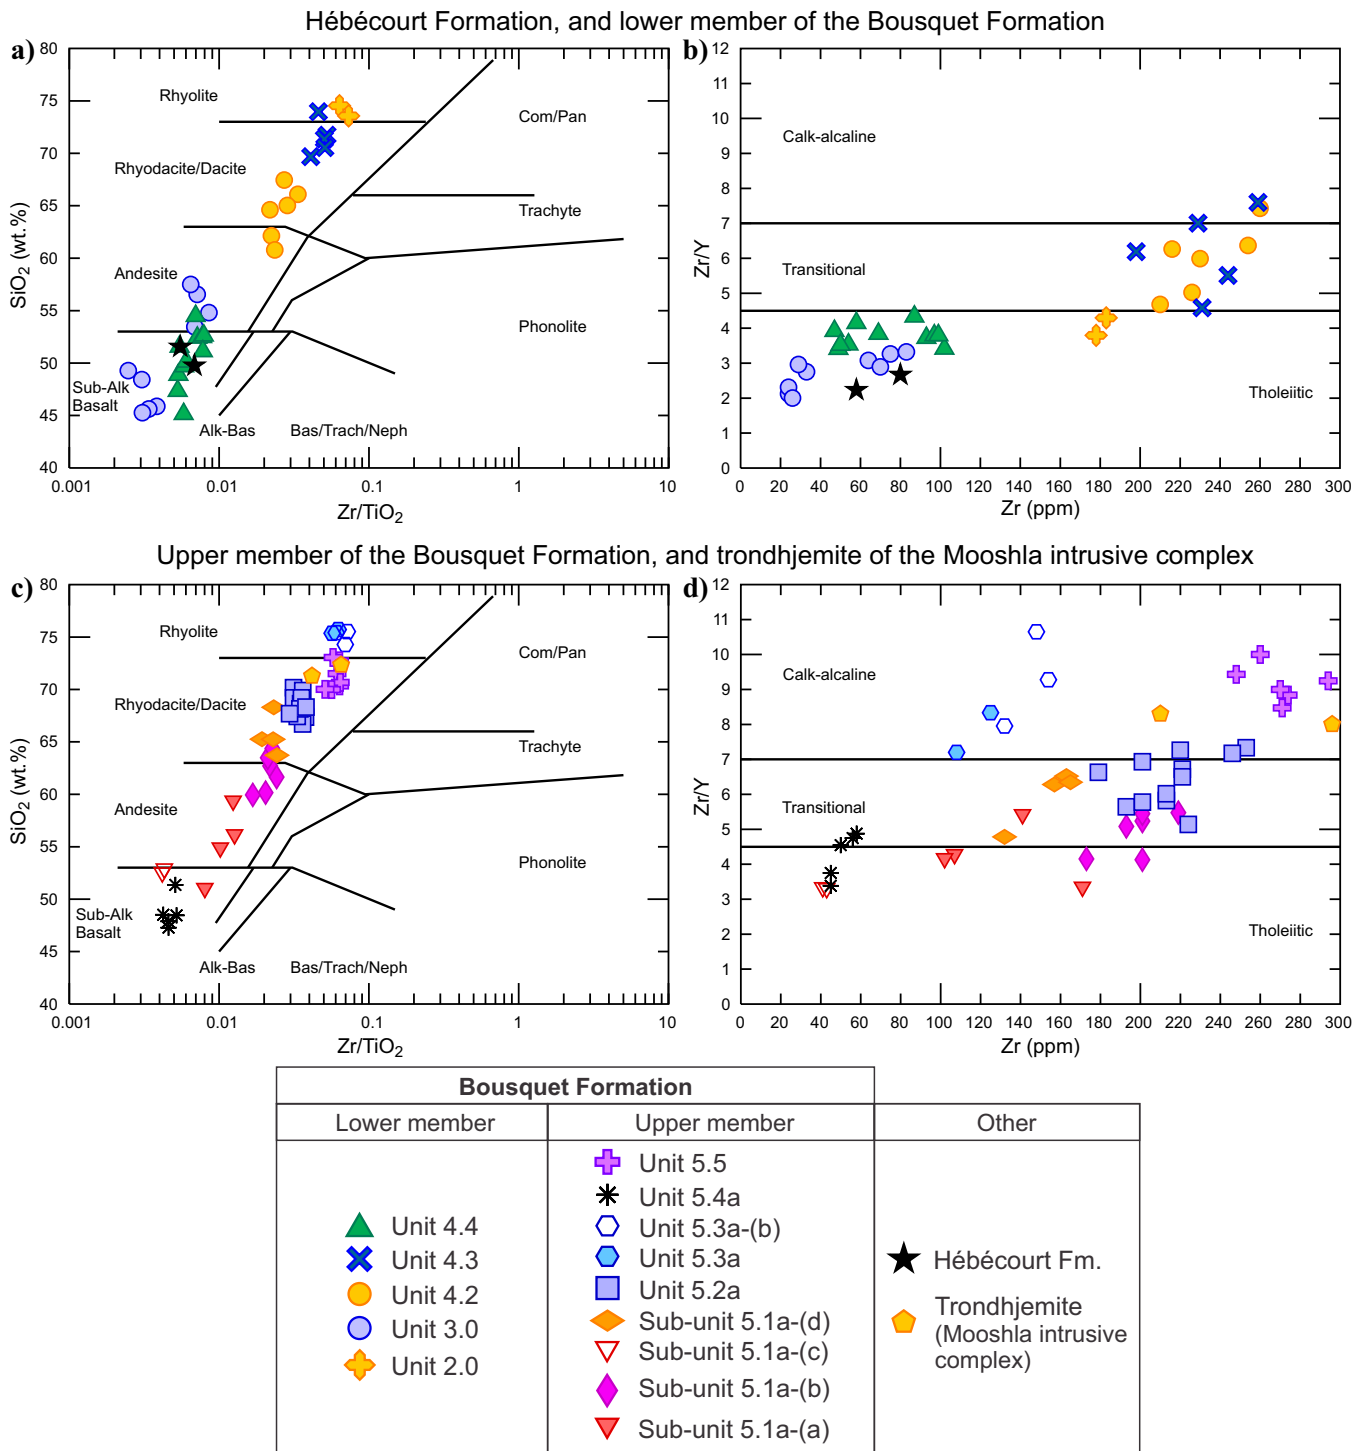 Hébécourt Formation, and lower member of the Bousquet Formation
a)
80
75
70
65
60
55
50
45
40
SiO2 (wt.%)
Rhyolite
Com/Pan
Rhyodacite/Dacite
Trachyte
Andesite
Phonolite
Sub-Alk
Basalt
Alk-Bas
Bas/Trach/Neph
0.001
0.01
0.1
1
10
Zr/TiO2
b)
12
11
10
9
8
7
6
5
4
3
2
1
0
Zr/Y
Calk-alcaline
Transitional
Tholeiitic
0 20 40 60 80 100 120 140 160 180 200 220 240 260 280 300
Zr (ppm)
Upper member of the Bousquet Formation, and trondhjemite of the Mooshla intrusive complex
c)
80
75
70
65
60
55
50
45
40
SiO2 (wt.%)
Rhyolite
Com/Pan
Rhyodacite/Dacite
Trachyte
Andesite
Phonolite
Sub-Alk
Basalt
Alk-Bas
Bas/Trach/Neph
0.001
0.01
0.1
1
10
Zr/TiO2
d)
12
11
10
9
8
7
6
5
4
3
2
1
0
Zr/Y
Calk-alcaline
Transitional
Tholeiitic
0 20 40 60 80 100 120 140 160 180 200 220 240 260 280 300
Zr (ppm)
Bousquet Formation
Lower member
Upper member
Other
Unit 4.4
Unit 4.3
Unit 4.2
Unit 3.0
Unit 2.0
Unit 5.5
Unit 5.4a
Unit 5.3a-(b)
Unit 5.3a
Unit 5.2a
Sub-unit 5.1a-(d)
Sub-unit 5.1a-(c)
Sub-unit 5.1a-(b)
Sub-unit 5.1a-(a)
Hébécourt Fm.
Trondhjemite
(Mooshla intrusive
complex)